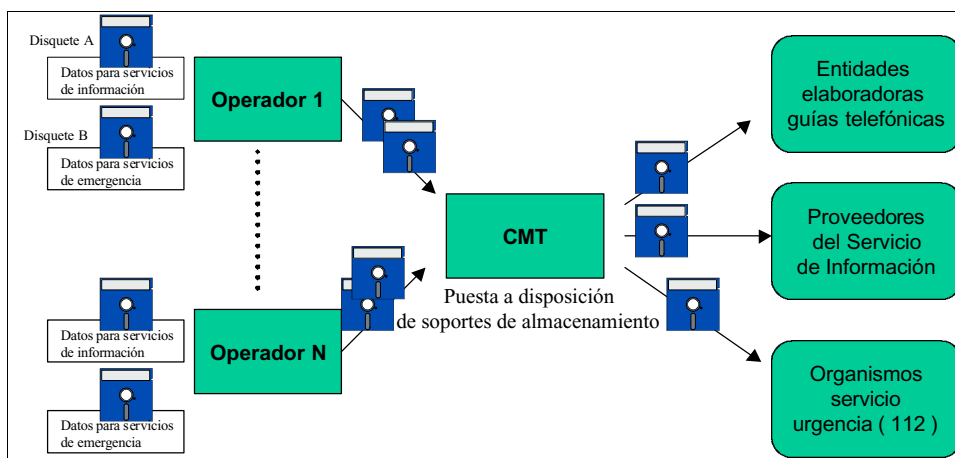 Disquete A
Datos para servicios
de información
Disquete B
Datos para servicios
de emergencia
Operador 1
Datos para servicios
de información
Datos para servicios
de emergencia
Operador N
CMT
Puesta a disposición
de soportes de almacenamiento
Entidades
elaboradoras
guías telefónicas
Proveedores
del Servicio
de Información
Organismos
servicio
urgencia ( 112 )